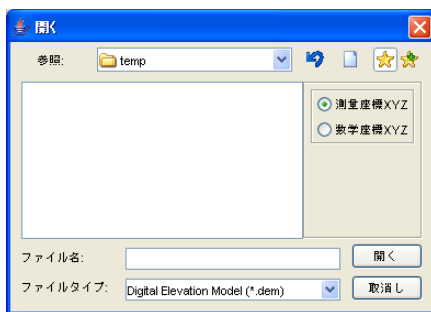 開く
参照: temp
測量座標XYZ
数学座標XYZ
ファイル名: 開く
ファイルタイプ: Digital Elevation Model (*.dem) 取消し